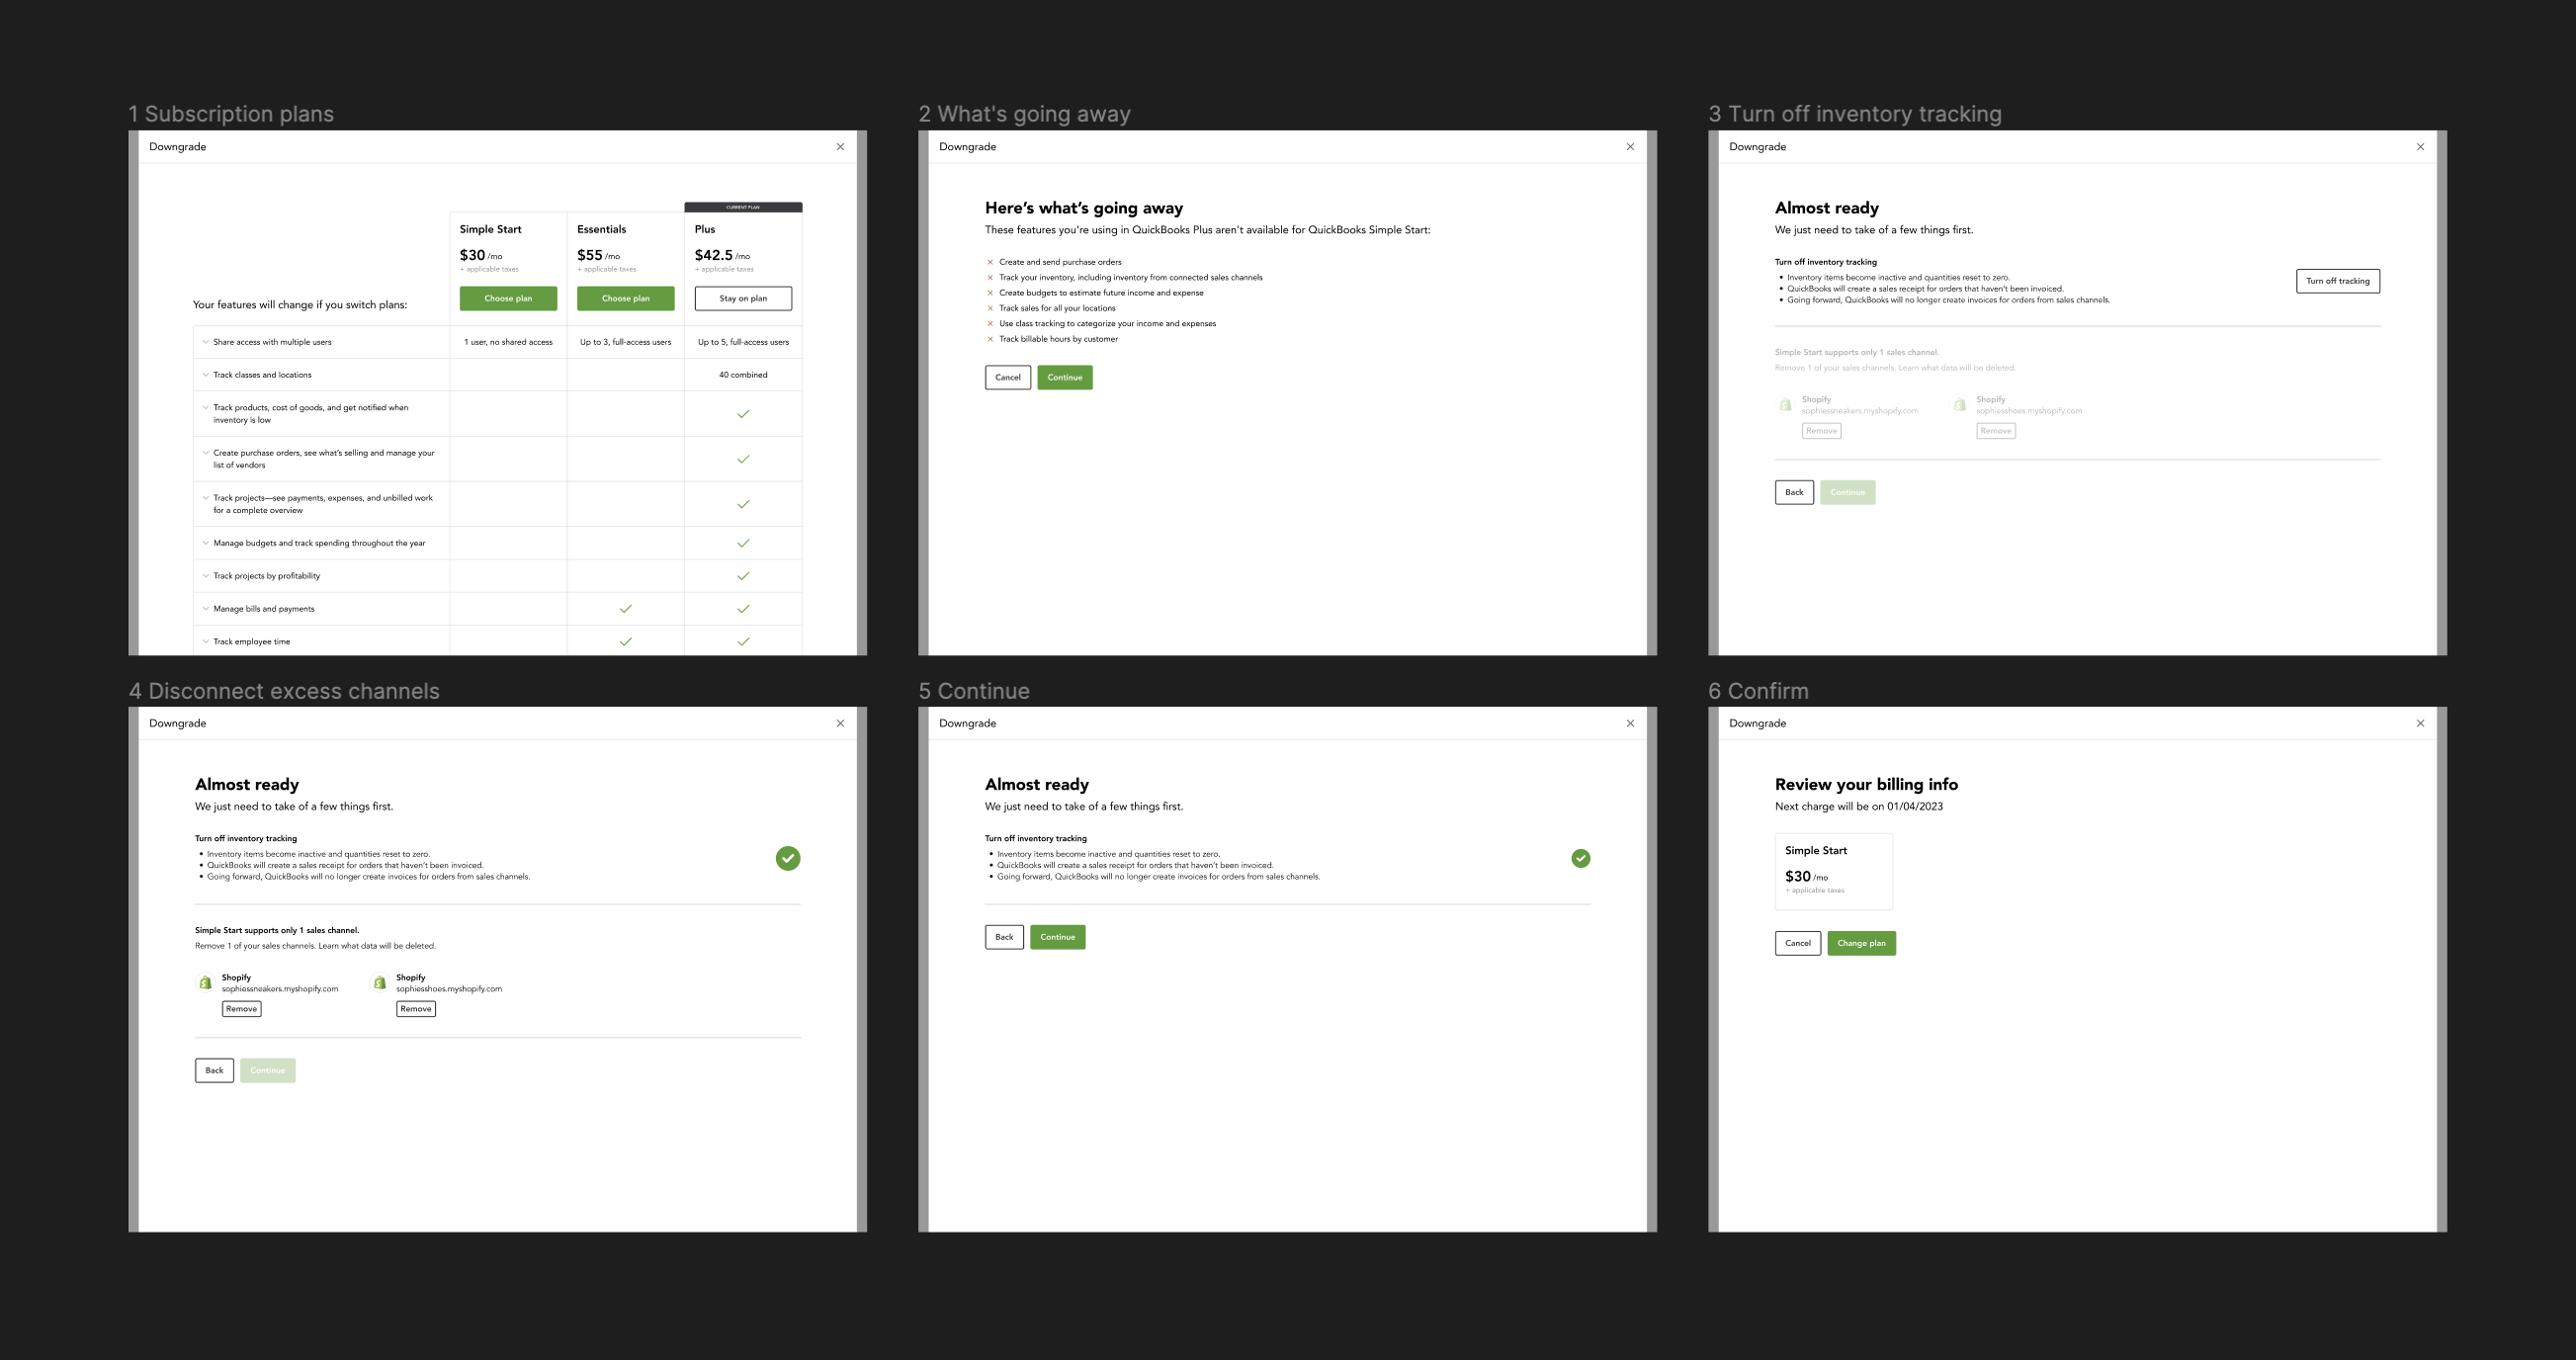 1 Subscription plans
Downgrade
CURRENT PLAN
Simple Start
Essentials
Plus
$30 /mo
$55 /mo
$42.5 /mo
+ applicable taxes
+ applicable taxes
+ applicable taxes
Choose plan
Choose plan
Stay on plan
Your features will change if you switch plans:
Share access with multiple users
1 user, no shared access
Up to 3, full-access users
Up to 5, full-access users
Track classes and locations
40 combined
Track products, cost of goods, and get notified when
inventory is low
Create purchase orders, see what's selling and manage your
list of vendors
Track projects—see payments, expenses, and unbilled work
for a complete overview
Manage budgets and track spending throughout the year
Track projects by profitability
Manage bills and payments
Track employee time
2 What's going away
Downgrade
Here's what's going away
These features you're using in QuickBooks Plus aren't available for QuickBooks Simple Start:
Create and send purchase orders
Track your inventory, including inventory from connected sales channels
Create budgets to estimate future income and expense
Track sales for all your locations
Use class tracking to categorize your income and expenses
Track billable hours by customer
Cancel
Continue
3 Turn off inventory tracking
Downgrade
Almost ready
We just need to take of a few things first.
Turn off inventory tracking
• Inventory items become inactive and quantities reset to zero.
• QuickBooks will create a sales receipt for orders that haven't been invoiced.
• Going forward, QuickBooks will no longer create invoices for orders from sales channels.
Turn off tracking
Simple Start supports only 1 sales channel.
Remove 1 of your sales channels. Learn what data will be deleted.
Shopify
sophiessneakers.myshopify.com
Remove
Shopify
sophiesshoes.myshopify.com
Remove
Back
Continue
4 Disconnect excess channels
Downgrade
Almost ready
We just need to take of a few things first.
Turn off inventory tracking
• Inventory items become inactive and quantities reset to zero.
• QuickBooks will create a sales receipt for orders that haven't been invoiced.
• Going forward, QuickBooks will no longer create invoices for orders from sales channels.
Simple Start supports only 1 sales channel.
Remove 1 of your sales channels. Learn what data will be deleted.
Shopify
sophiessneakers.myshopify.com
Remove
Shopify
sophiesshoes.myshopify.com
Remove
Back
Continue
5 Continue
Downgrade
Almost ready
We just need to take of a few things first.
Turn off inventory tracking
• Inventory items become inactive and quantities reset to zero.
• QuickBooks will create a sales receipt for orders that haven't been invoiced.
• Going forward, QuickBooks will no longer create invoices for orders from sales channels.
Back
Continue
6 Confirm
Downgrade
Review your billing info
Next charge will be on 01/04/2023
Simple Start
$30 /mo
+ applicable taxes
Cancel
Change plan